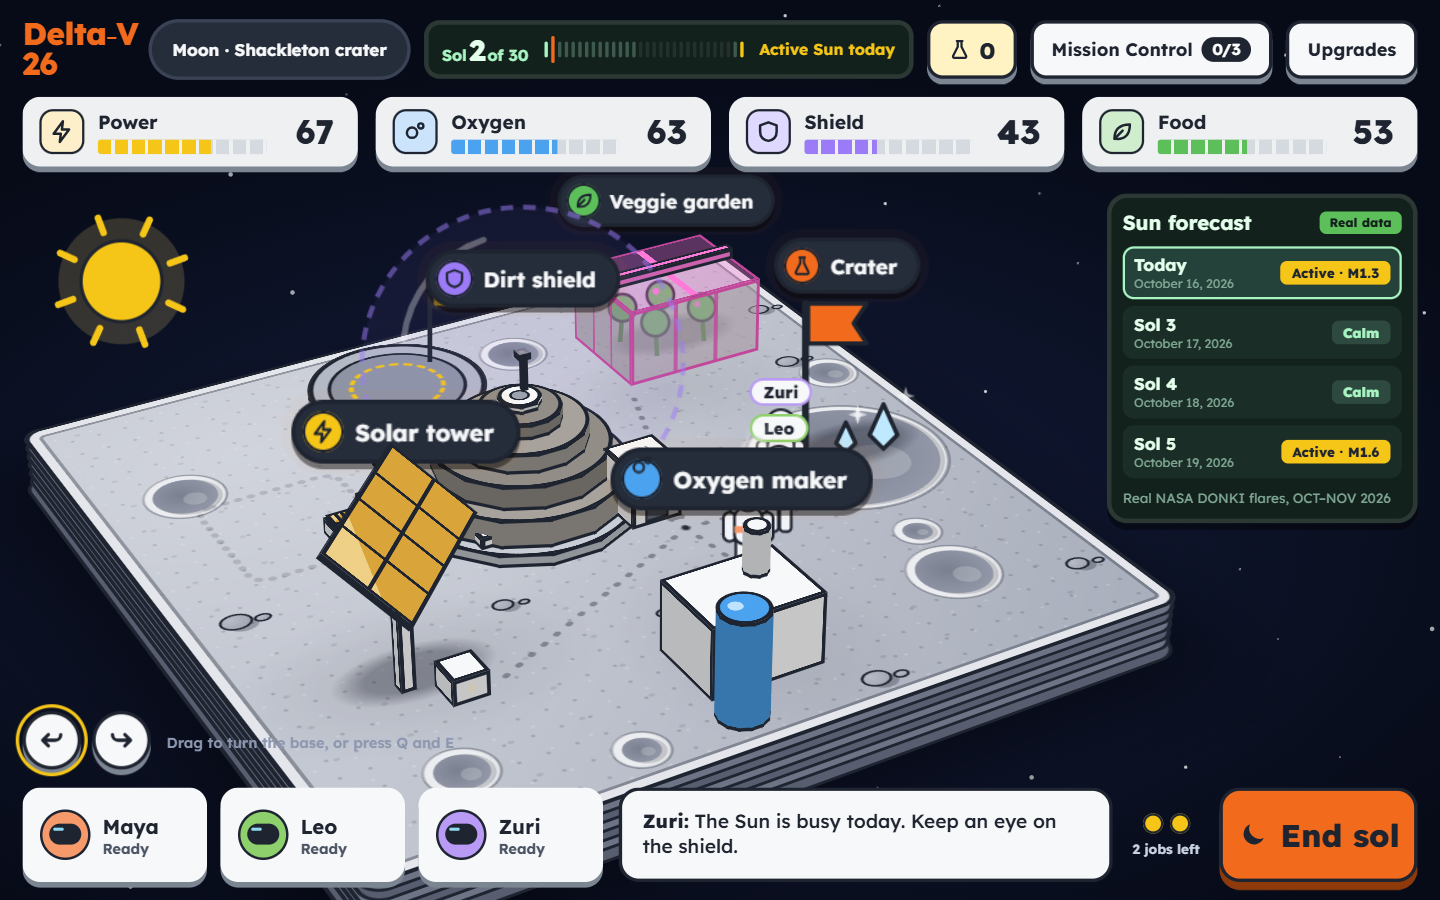 Delta-V
26
Moon · Shackleton crater
Sol 2 of 30
Active Sun today
0
Mission Control 0/3
Upgrades
Power
67
Oxygen
63
Shield
43
Food
53
Veggie garden
Dirt shield
Crater
Solar tower
Zuri
Leo
Oxygen maker
Sun forecast
Real data
Today
October 16, 2026
Active · M1.3
Sol 3
October 17, 2026
Calm
Sol 4
October 18, 2026
Calm
Sol 5
October 19, 2026
Active · M1.6
Real NASA DONKI flares, OCT–NOV 2026
Drag to turn the base, or press Q and E
Maya
Ready
Leo
Ready
Zuri
Ready
Zuri: The Sun is busy today. Keep an eye on
the shield.
2 jobs left
End sol